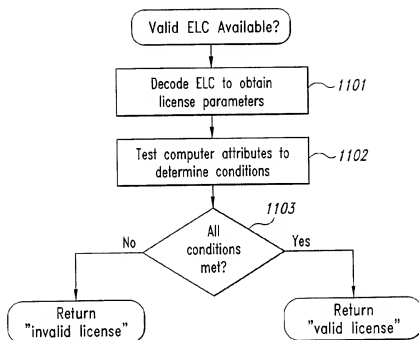 Valid ELC Available?
Decode ELC to obtain
license parameters
1101
Test computer attributes to
determine conditions
1102
1103
All
conditions
met?
No
Yes
Return
"invalid license"
Return
"valid license"